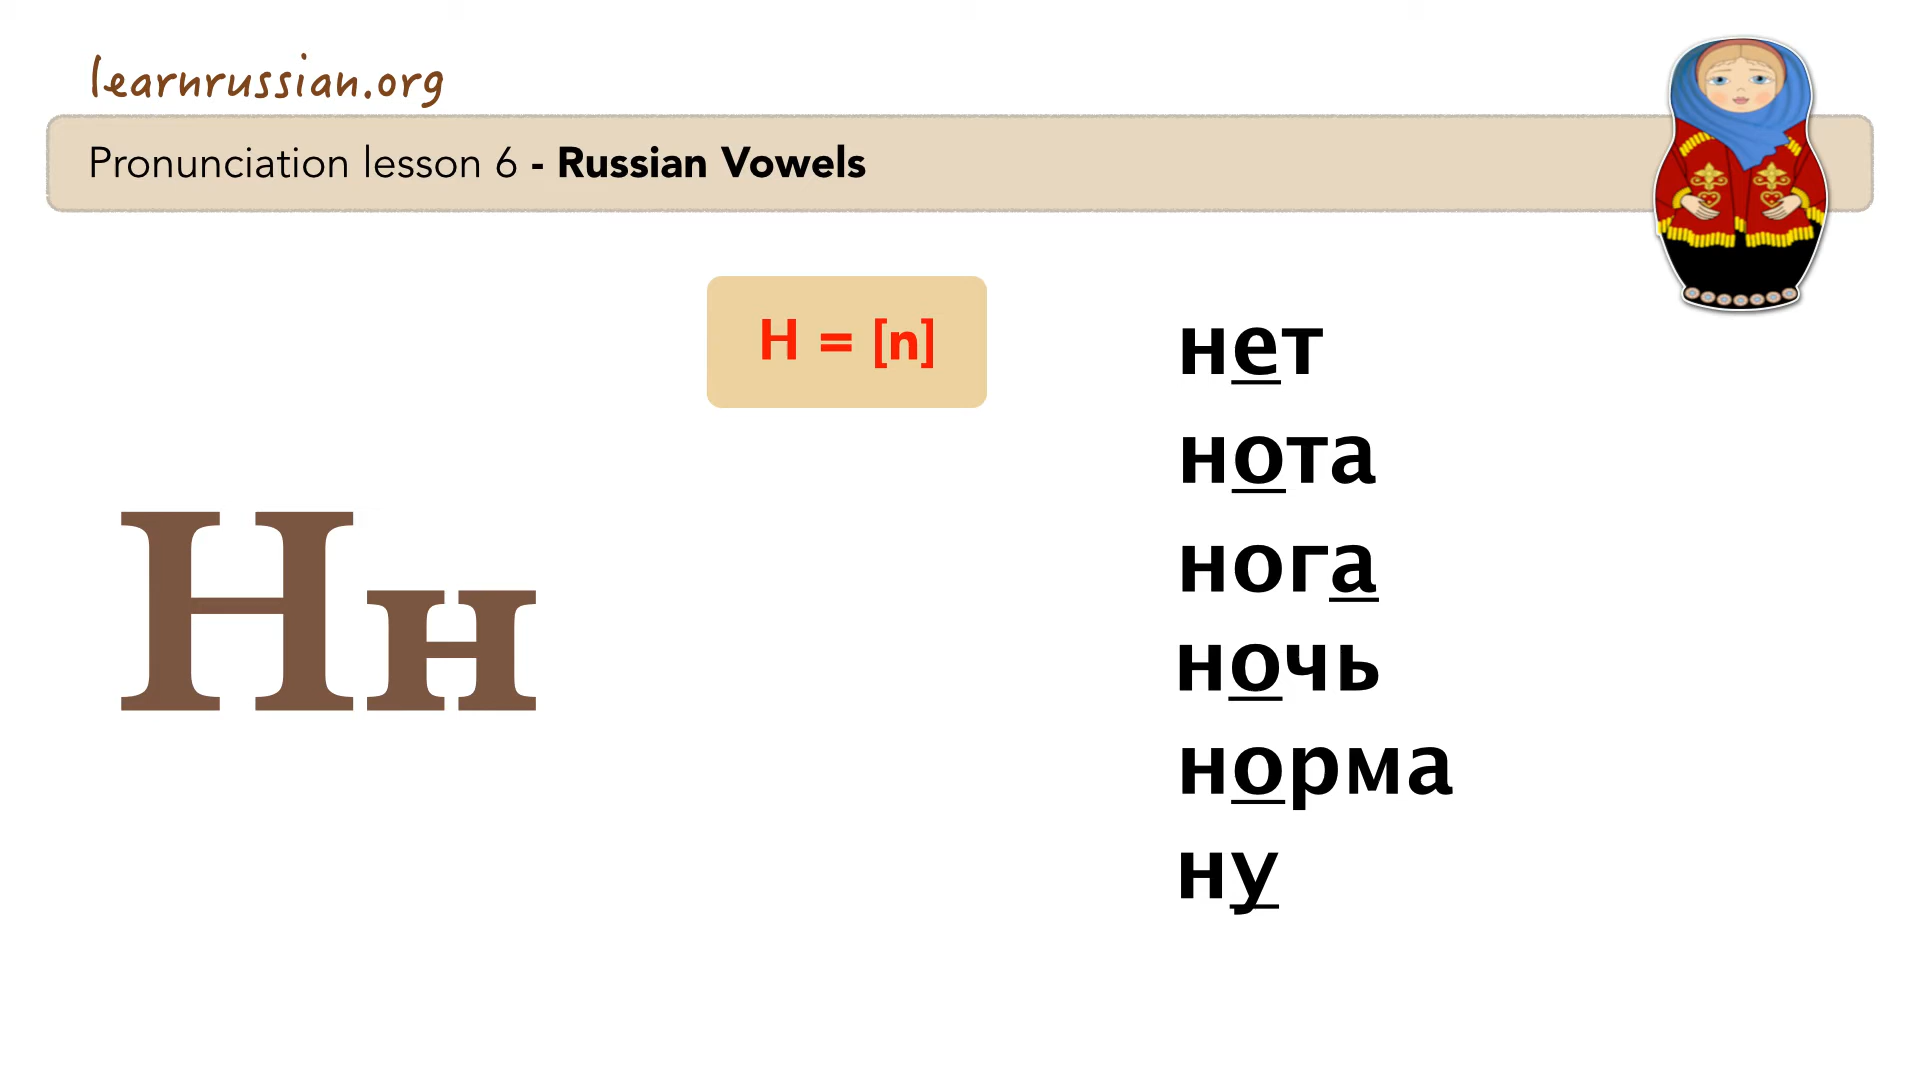 learnrussian.org
Pronunciation lesson 6 - Russian Vowels
Н = [n]
Нн
нет
нота
нога
ночь
норма
ну